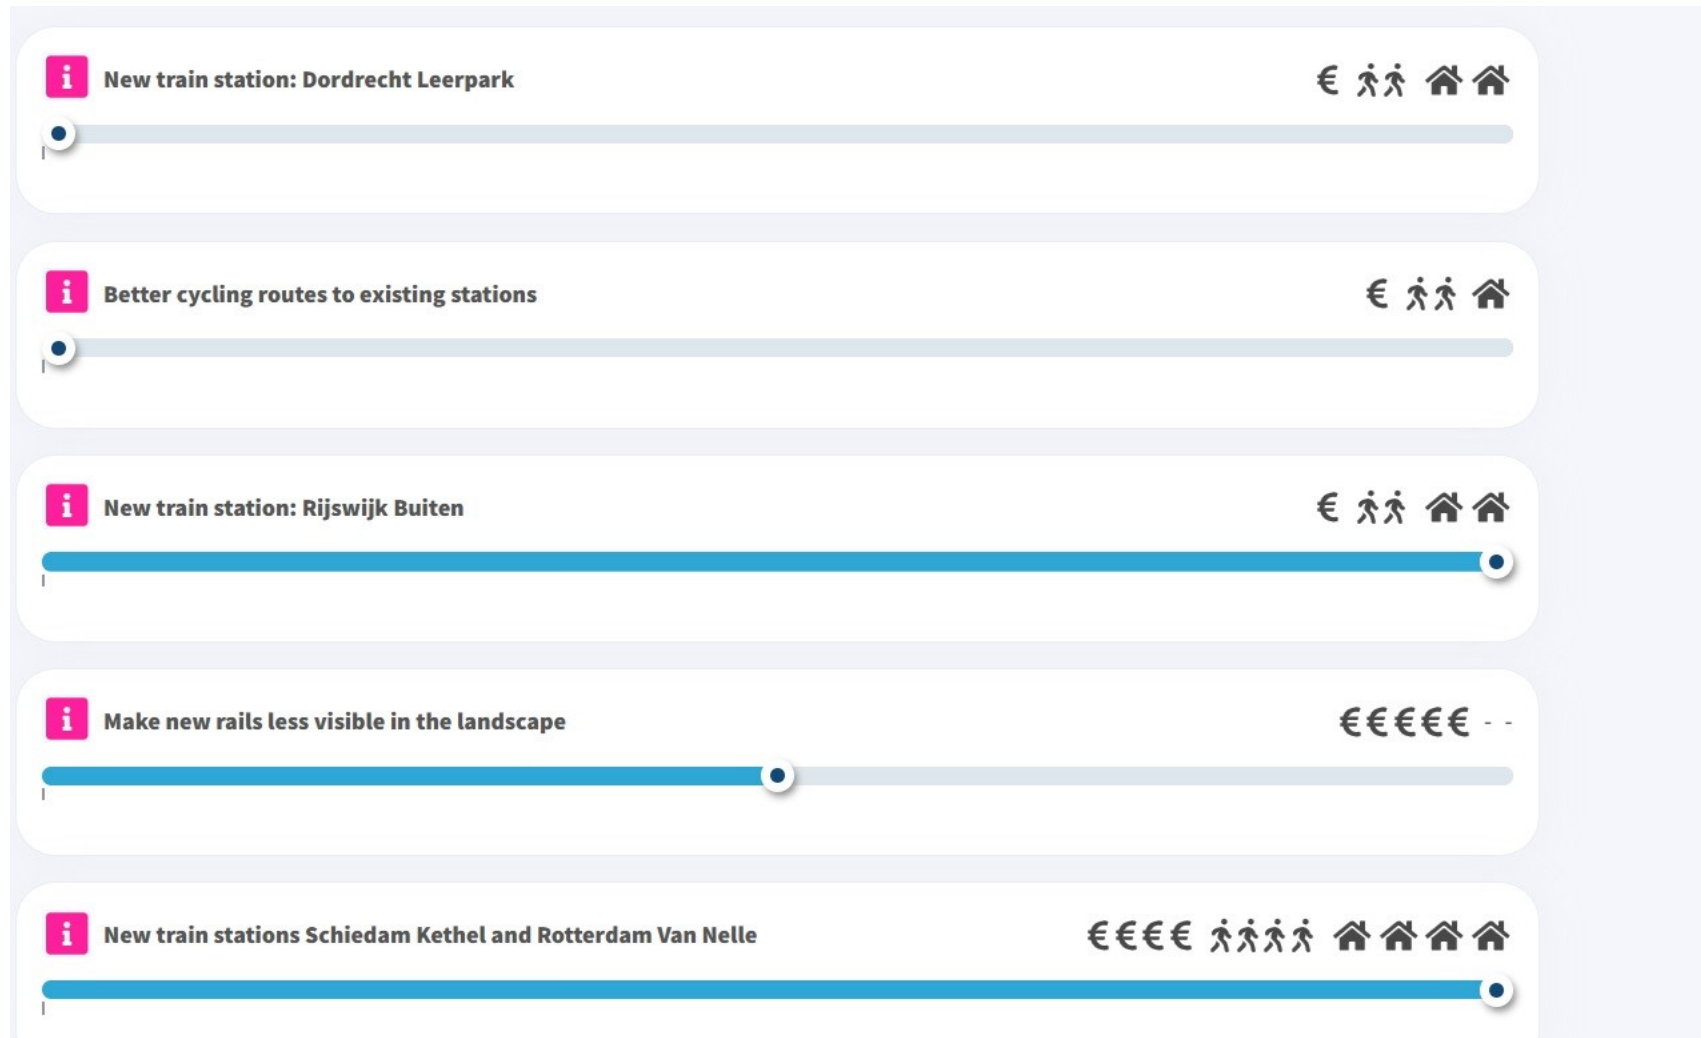 i New train station: Dordrecht Leerpark €
i Better cycling routes to existing stations €
i New train station: Rijswijk Buiten €
i Make new rails less visible in the landscape €€€€€ - -
i New train stations Schiedam Kethel and Rotterdam Van Nelle €€€€